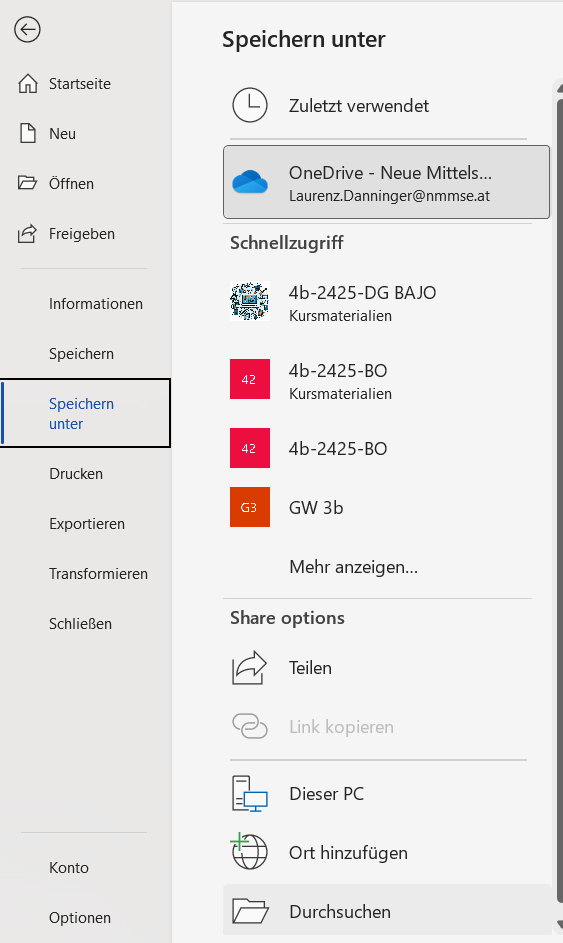 Speichern unter
Startseite
Neu
Öffnen
Freigeben
Informationen
Speichern
Speichern
unter
Drucken
Exportieren
Transformieren
Schließen
Konto
Optionen
Zuletzt verwendet
OneDrive - Neue Mittels...
Laurenz.Danninger@nmmse.at
Schnellzugriff
4b-2425-DG BAJO
Kursmaterialien
42
4b-2425-BO
Kursmaterialien
42
4b-2425-BO
G3
GW 3b
Mehr anzeigen...
Share options
Teilen
Link kopieren
Dieser PC
Ort hinzufügen
Durchsuchen